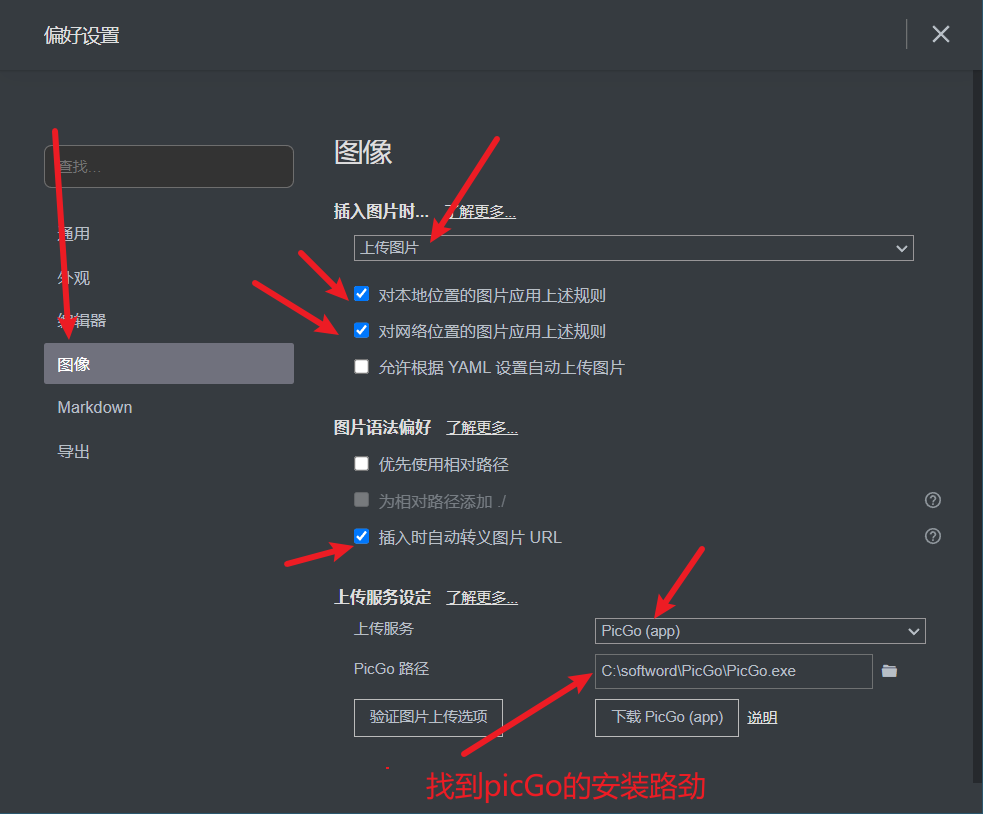 偏好设置
查找...
通用
外观
编辑器
图像
Markdown
导出
图像
插入图片时... 了解更多...
上传图片
对本地位置的图片应用上述规则
对网络位置的图片应用上述规则
允许根据 YAML 设置自动上传图片
图片语法偏好 了解更多...
优先使用相对路径
为相对路径添加 ./
插入时自动转义图片 URL
上传服务设定 了解更多...
上传服务 PicGo (app)
PicGo 路径 C:\softword\PicGo\PicGo.exe
验证图片上传选项 下载 PicGo (app) 说明
找到picGo的安装路劲